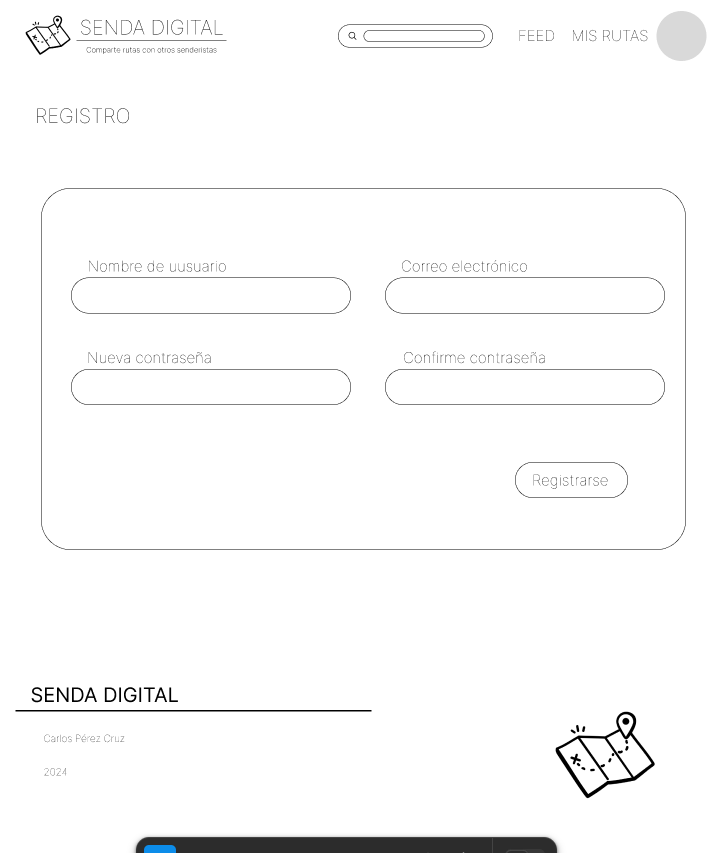 SENDA DIGITAL
Comparte rutas con otros senderistas
FEED MIS RUTAS
REGISTRO
Nombre de uusuario Correo electrónico
Nueva contraseña Confirme contraseña
Registrarse
SENDA DIGITAL
Carlos Pérez Cruz
2024